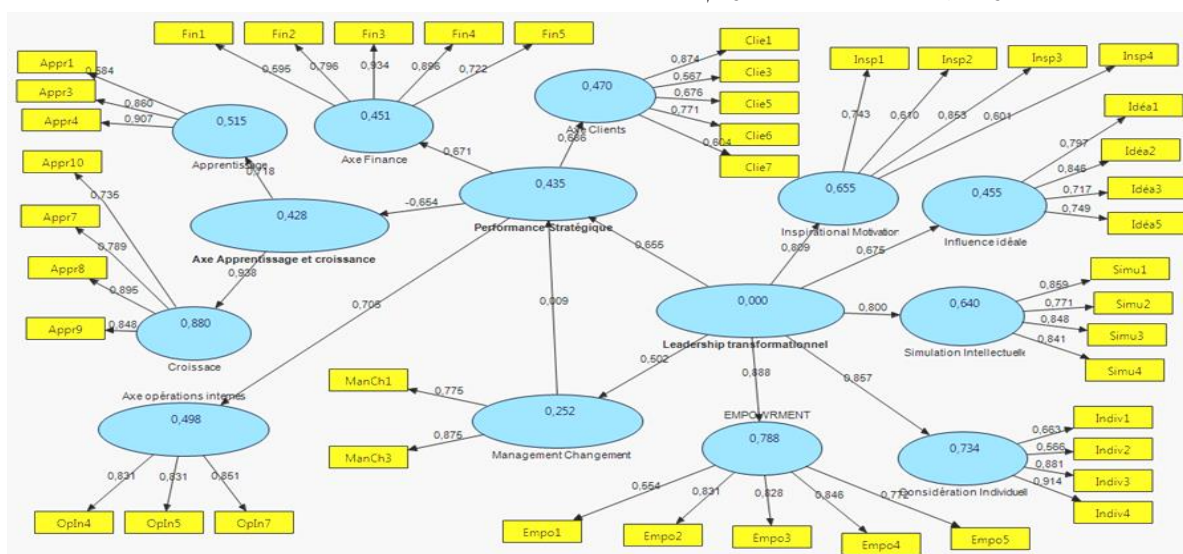 Fin1
Fin2
Fin3
Fin4
Fin5
0,595
0,796
0,934
0,896
0,722
0,451
Axe Finance
Appr1
Appr3
Appr4
0,584
0,860
0,907
0,515
Apprentissage
0,718
Appr10
Appr7
Appr8
Appr9
0,735
0,789
0,895
0,848
0,880
Croissace
0,938
0,428
Axe Apprentissage et croissance
-0,654
0,671
0,686
0,435
Performance Stratégique
0,470
Axe Clients
0,874
0,567
0,676
0,771
0,604
Clie1
Clie3
Clie5
Clie6
Clie7
Insp1
Insp2
Insp3
Insp4
0,743
0,610
0,853
0,601
0,655
Inspirational Motivation
0,809
Idéa1
Idéa2
Idéa3
Idéa5
0,797
0,846
0,717
0,749
0,455
Influence idéale
0,675
0,655
0,000
Leadership transformationnel
0,800
0,640
Simulation Intellectuelle
0,859
0,771
0,848
0,841
Simu1
Simu2
Simu3
Simu4
0,705
0,009
0,502
0,888
0,857
Axe opérations internes
0,498
0,831
0,831
0,851
OpIn4
OpIn5
OpIn7
ManCh1
ManCh3
0,775
0,875
0,252
Management Changement
EMPOWRMENT
0,788
0,554
0,831
0,828
0,846
0,772
Empo1
Empo2
Empo3
Empo4
Empo5
0,734
Considération Individuell
0,663
0,566
0,881
0,914
Indiv1
Indiv2
Indiv3
Indiv4